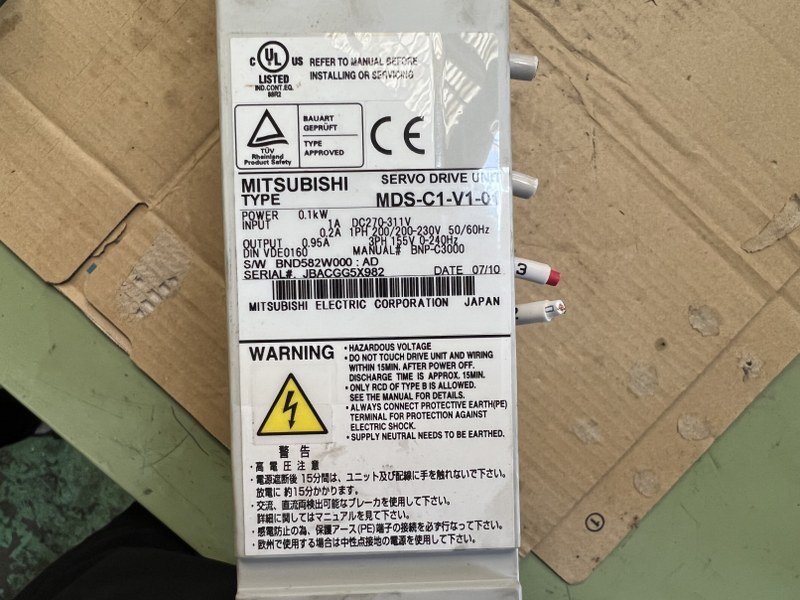 C UL US REFER TO MANUAL BEFORE
INSTALLING OR SERVICING
LISTED
IND.CONT.EQ.
88R2
TÜV
Rheinland
Product Safety
BAUART
GEPRÜFT
TYPE
APPROVED
CE
MITSUBISHI SERVO DRIVE UNIT
TYPE MDS-C1-V1-01
POWER 0.1kW
INPUT 1A DC270-311V
0.2A 1PH 200/200-230V 50/60Hz
OUTPUT 0.95A 3PH 155V 0-240Hz
DIN VDE0160 MANUAL# BNP-C3000
S/W BND582W000 : AD
SERIAL#. JBACGG5X982 DATE 07/10
MITSUBISHI ELECTRIC CORPORATION JAPAN
3
WARNING
• HAZARDOUS VOLTAGE
• DO NOT TOUCH DRIVE UNIT AND WIRING
WITHIN 15MIN. AFTER POWER OFF.
DISCHARGE TIME IS APPROX. 15MIN.
• ONLY RCD OF TYPE B IS ALLOWED.
SEE THE MANUAL FOR DETAILS.
• ALWAYS CONNECT PROTECTIVE EARTH(PE)
TERMINAL FOR PROTECTION AGAINST
ELECTRIC SHOCK.
• SUPPLY NEUTRAL NEEDS TO BE EARTHED.
警告
・高電圧注意
・電源遮断後15分間は、ユニット及び配線に手を触れないで下さい。
放電に約15分かかります。
・交流、直流両検出可能なブレーカを使用して下さい。
詳細に関してはマニュアルを見て下さい。
・感電防止の為、保護アース(PE)端子の接続を必ず行なって下さい。
・欧州で使用する場合は中性点接地の電源を使用して下さい。
1